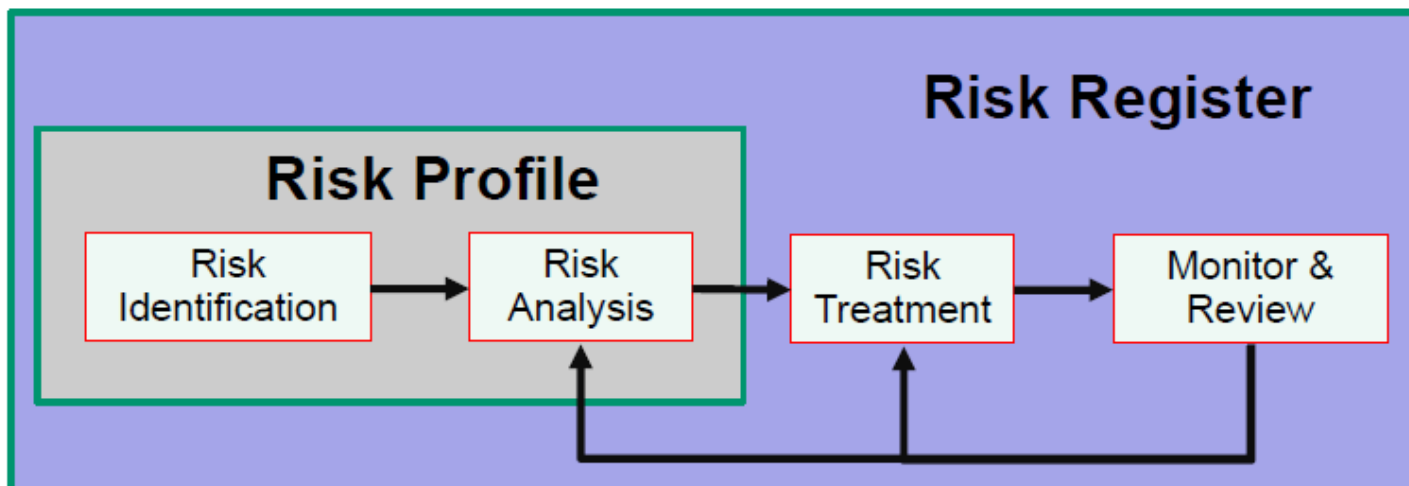 Risk Register
Risk Profile
Risk
Identification
Risk
Analysis
Risk
Treatment
Monitor &
Review